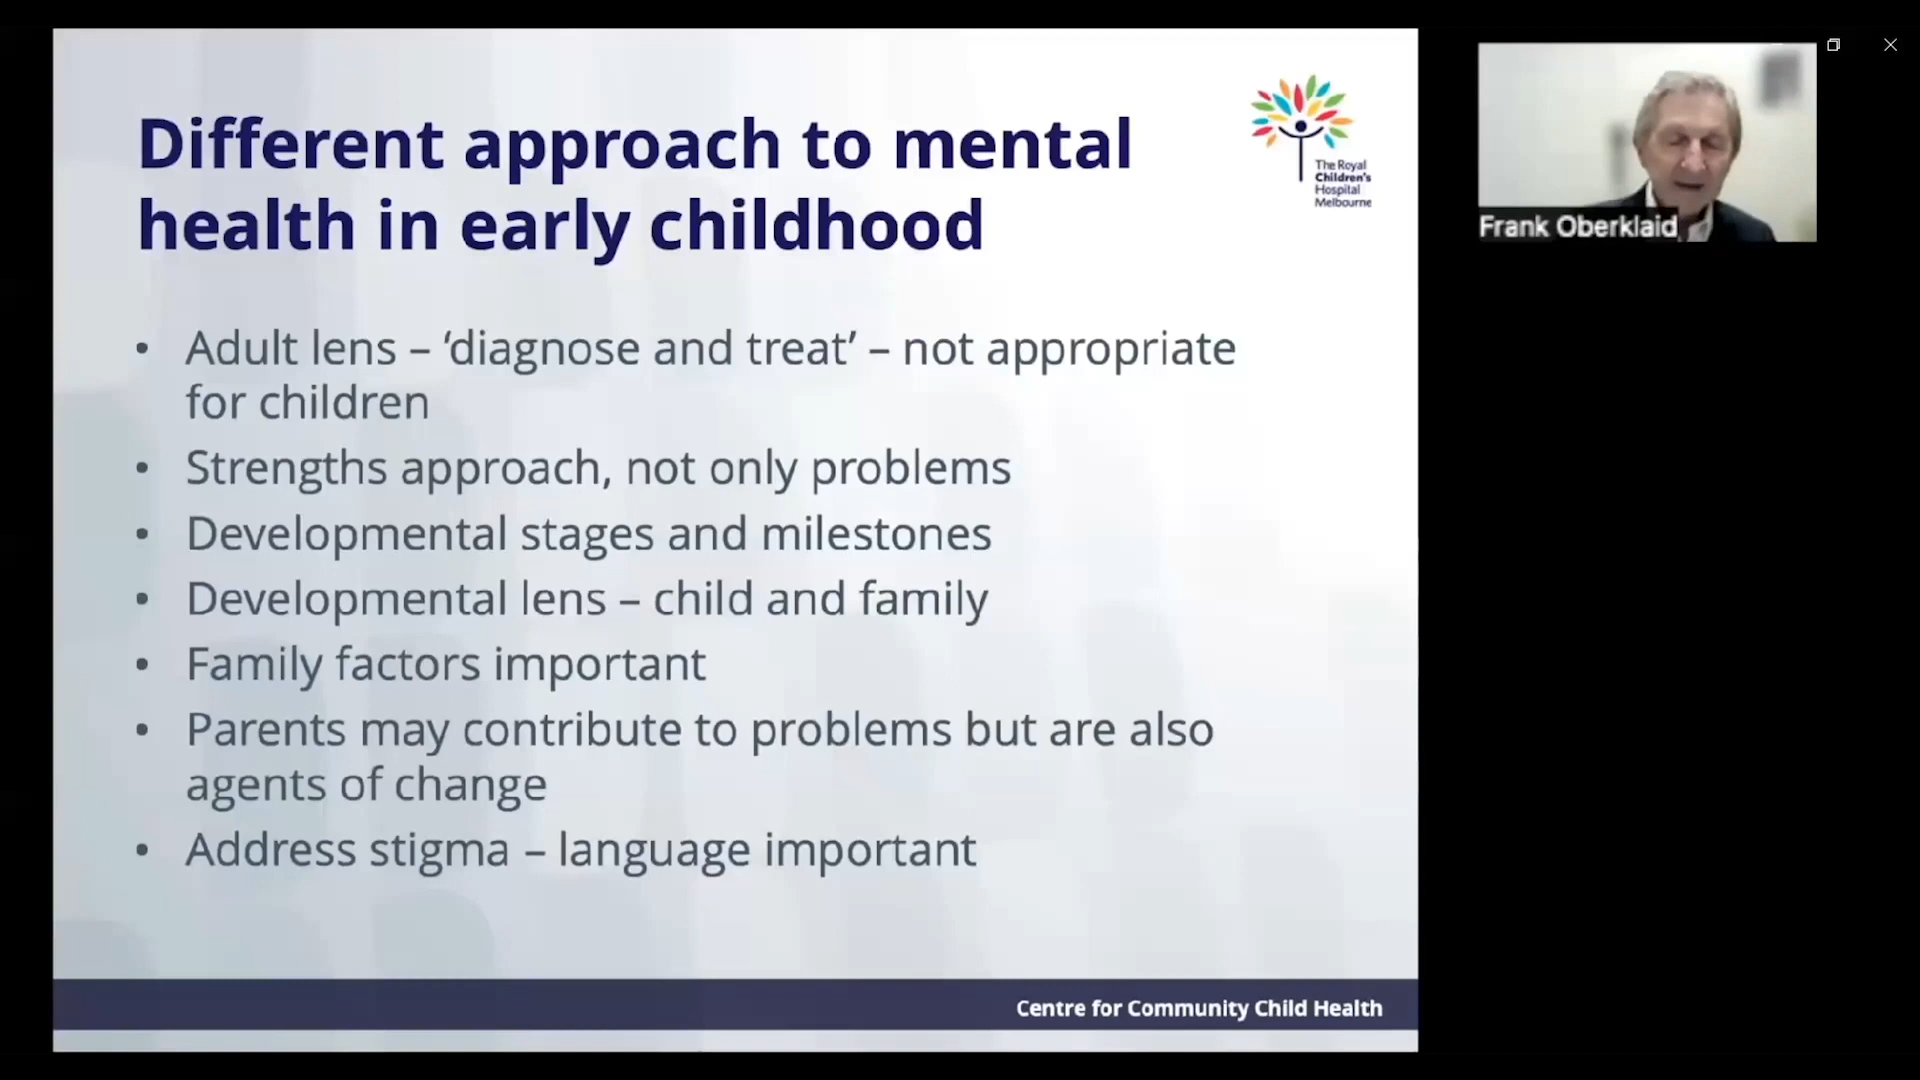 Different approach to mental
health in early childhood
• Adult lens – ‘diagnose and treat’ – not appropriate
for children
• Strengths approach, not only problems
• Developmental stages and milestones
• Developmental lens – child and family
• Family factors important
• Parents may contribute to problems but are also
agents of change
• Address stigma – language important
The Royal
Children's
Hospital
Melbourne
Centre for Community Child Health
Frank Oberklaid